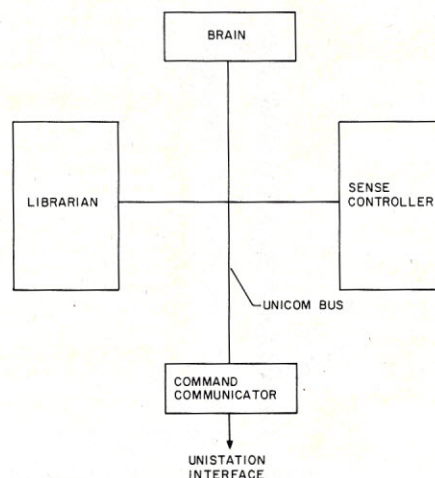 BRAIN
LIBRARIAN
SENSE
CONTROLLER
UNICOM BUS
COMMAND
COMMUNICATOR
UNISTATION
INTERFACE